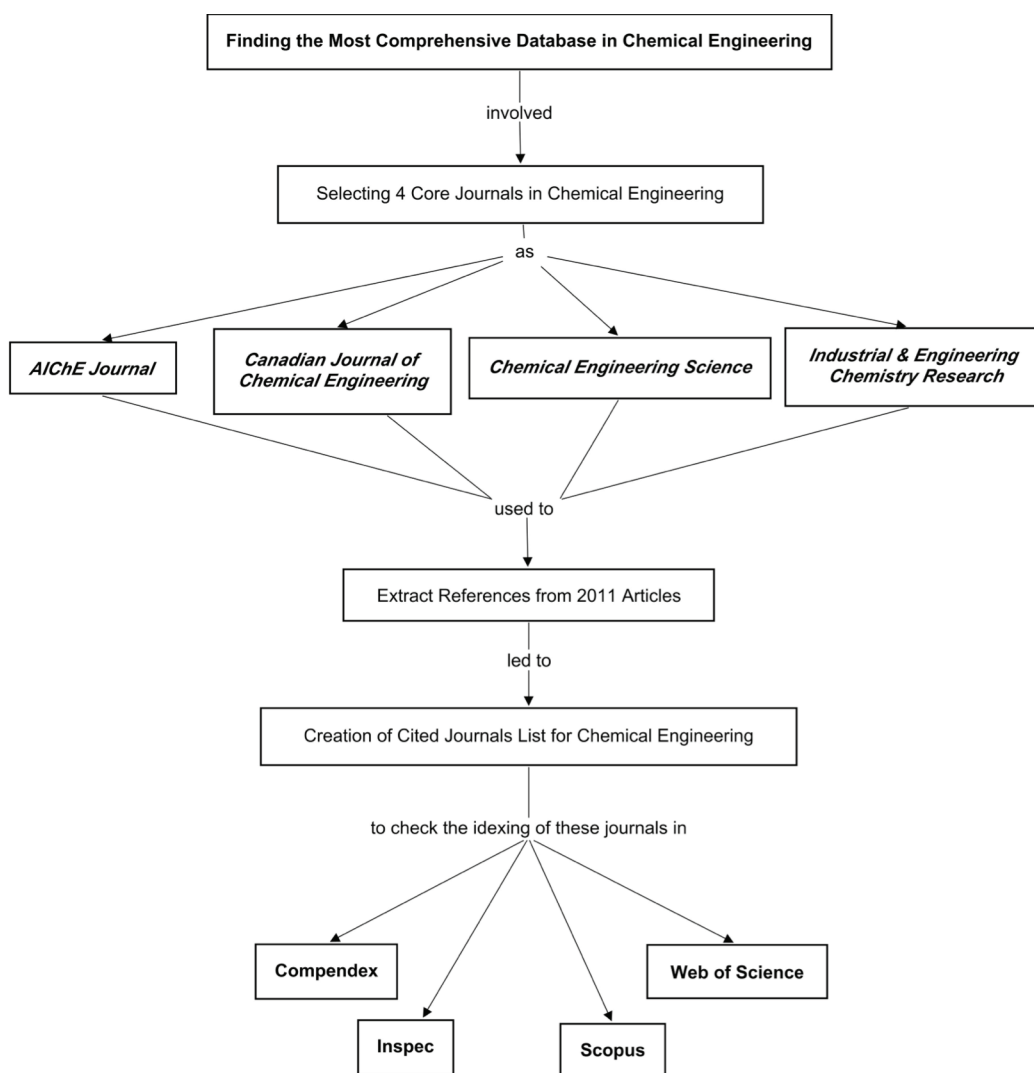 Finding the Most Comprehensive Database in Chemical Engineering
involved
Selecting 4 Core Journals in Chemical Engineering
as
AIChE Journal
Canadian Journal of
Chemical Engineering
Chemical Engineering Science
Industrial & Engineering
Chemistry Research
used to
Extract References from 2011 Articles
led to
Creation of Cited Journals List for Chemical Engineering
to check the idexing of these journals in
Compendex
Web of Science
Inspec
Scopus